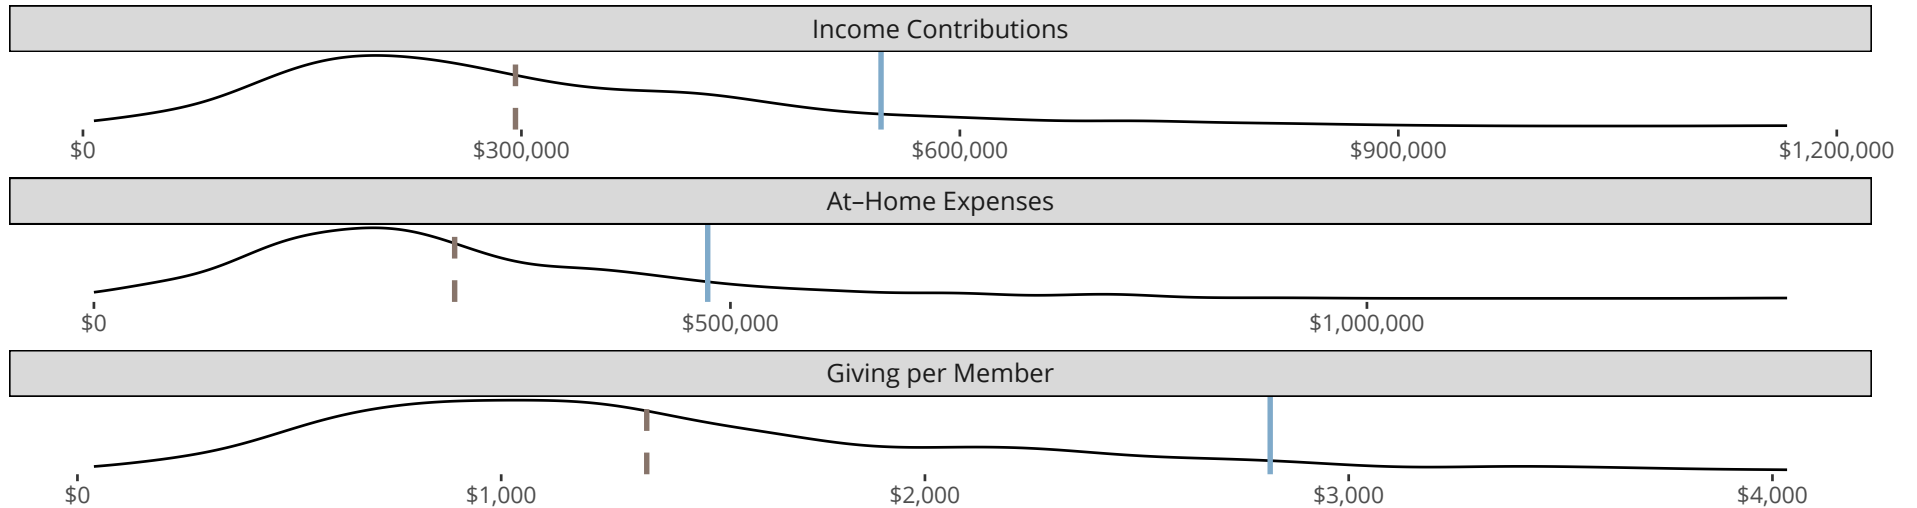 Income Contributions
$0 $300,000 $600,000 $900,000 $1,200,000
At–Home Expenses
$0 $500,000 $1,000,000
Giving per Member
$0 $1,000 $2,000 $3,000 $4,000